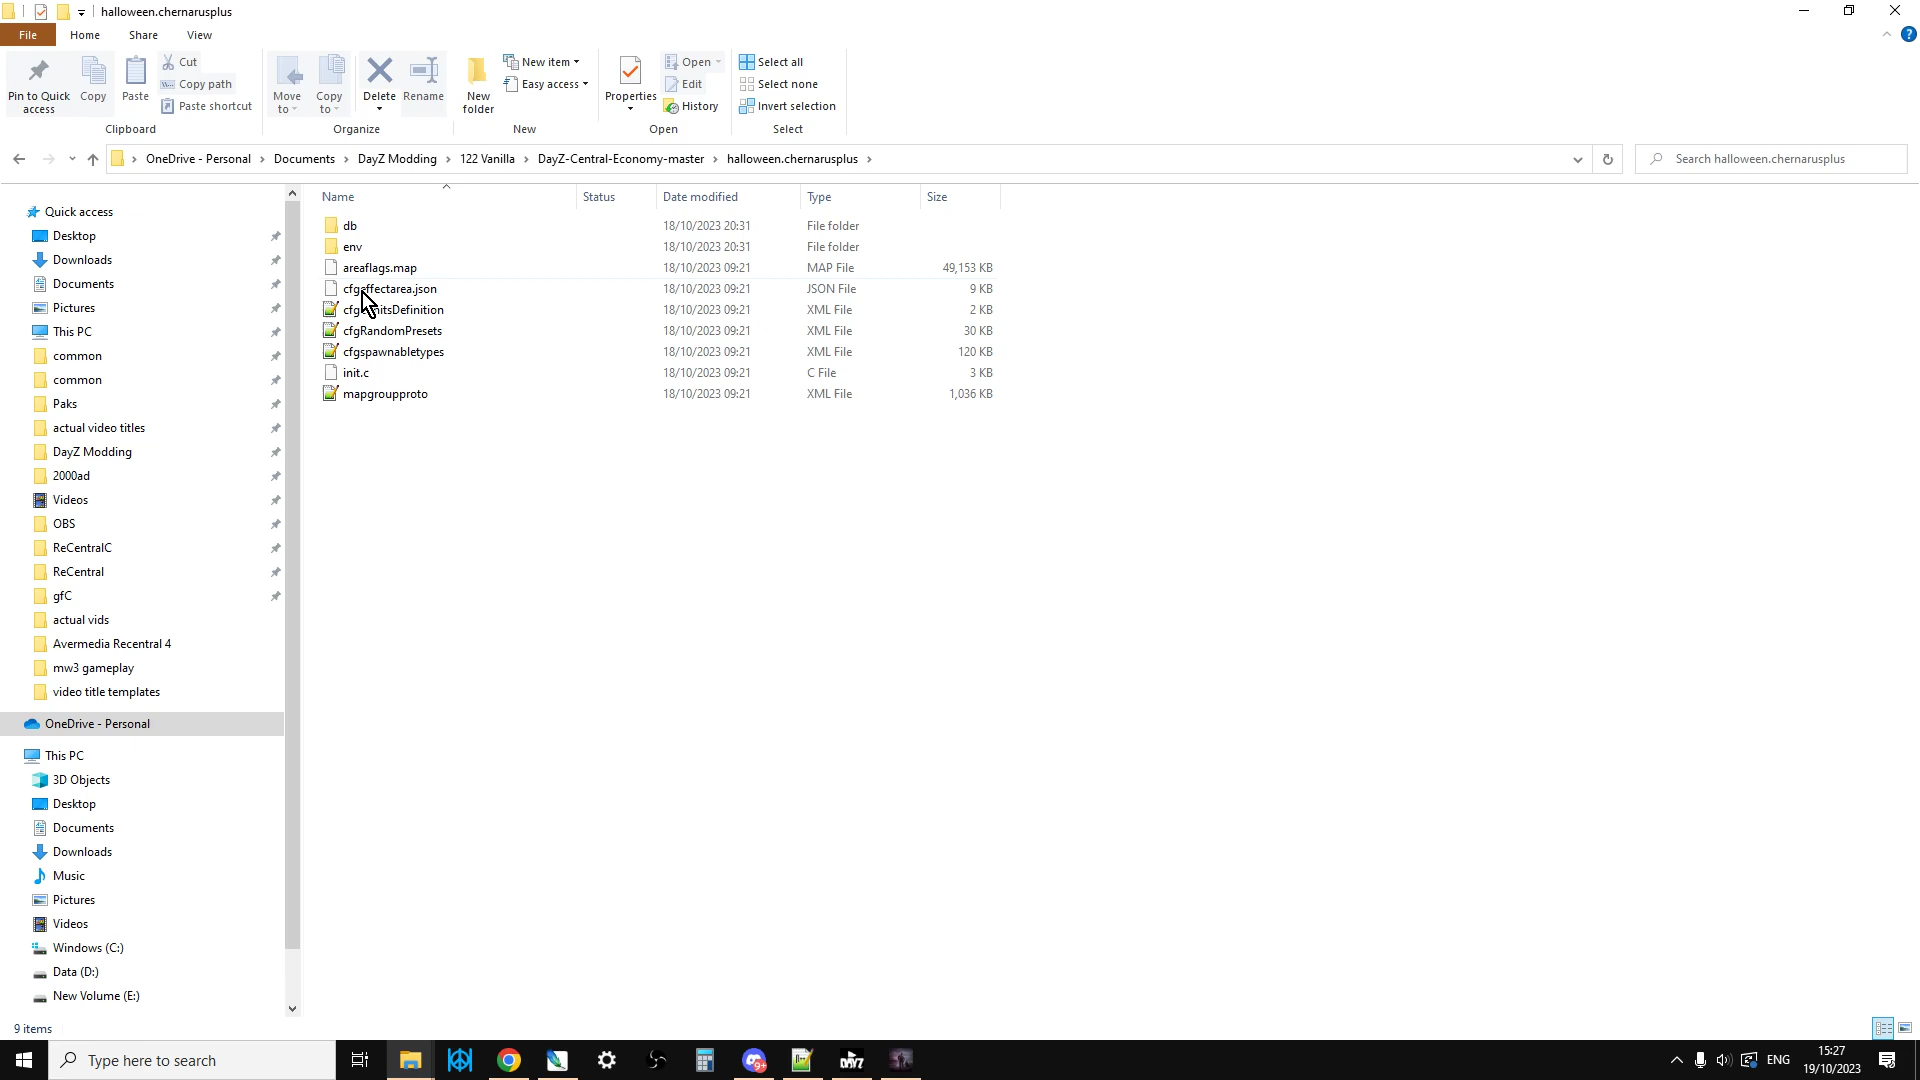 halloween.chernarusplus
File Home Share View
Pin to Quick access
Copy
Paste
Cut
Copy path
Paste shortcut
Clipboard
Move to
Copy to
Delete
Rename
Organize
New folder
New item
Easy access
New
Properties
Open
Edit
History
Open
Select all
Select none
Invert selection
Select
OneDrive - Personal > Documents > DayZ Modding > 122 Vanilla > DayZ-Central-Economy-master > halloween.chernarusplus >
Search halloween.chernarusplus
Quick access
Desktop
Downloads
Documents
Pictures
This PC
common
common
Paks
actual video titles
DayZ Modding
2000ad
Videos
OBS
ReCentralC
ReCentral
gfC
actual vids
Avermedia Recentral 4
mw3 gameplay
video title templates
OneDrive - Personal
This PC
3D Objects
Desktop
Documents
Downloads
Music
Pictures
Videos
Windows (C:)
Data (D:)
New Volume (E:)
Name Status Date modified Type Size
db 18/10/2023 20:31 File folder
env 18/10/2023 20:31 File folder
areaflags.map 18/10/2023 09:21 MAP File 49,153 KB
cfgeffectarea.json 18/10/2023 09:21 JSON File 9 KB
18/10/2023 09:21 XML File 2 KB
cfgRandomPresets 18/10/2023 09:21 XML File 30 KB
cfgspawnabletypes 18/10/2023 09:21 XML File 120 KB
init.c 18/10/2023 09:21 C File 3 KB
mapgroupproto 18/10/2023 09:21 XML File 1,036 KB
9 items
Type here to search
9+
DAYZ
ENG
15:27
19/10/2023